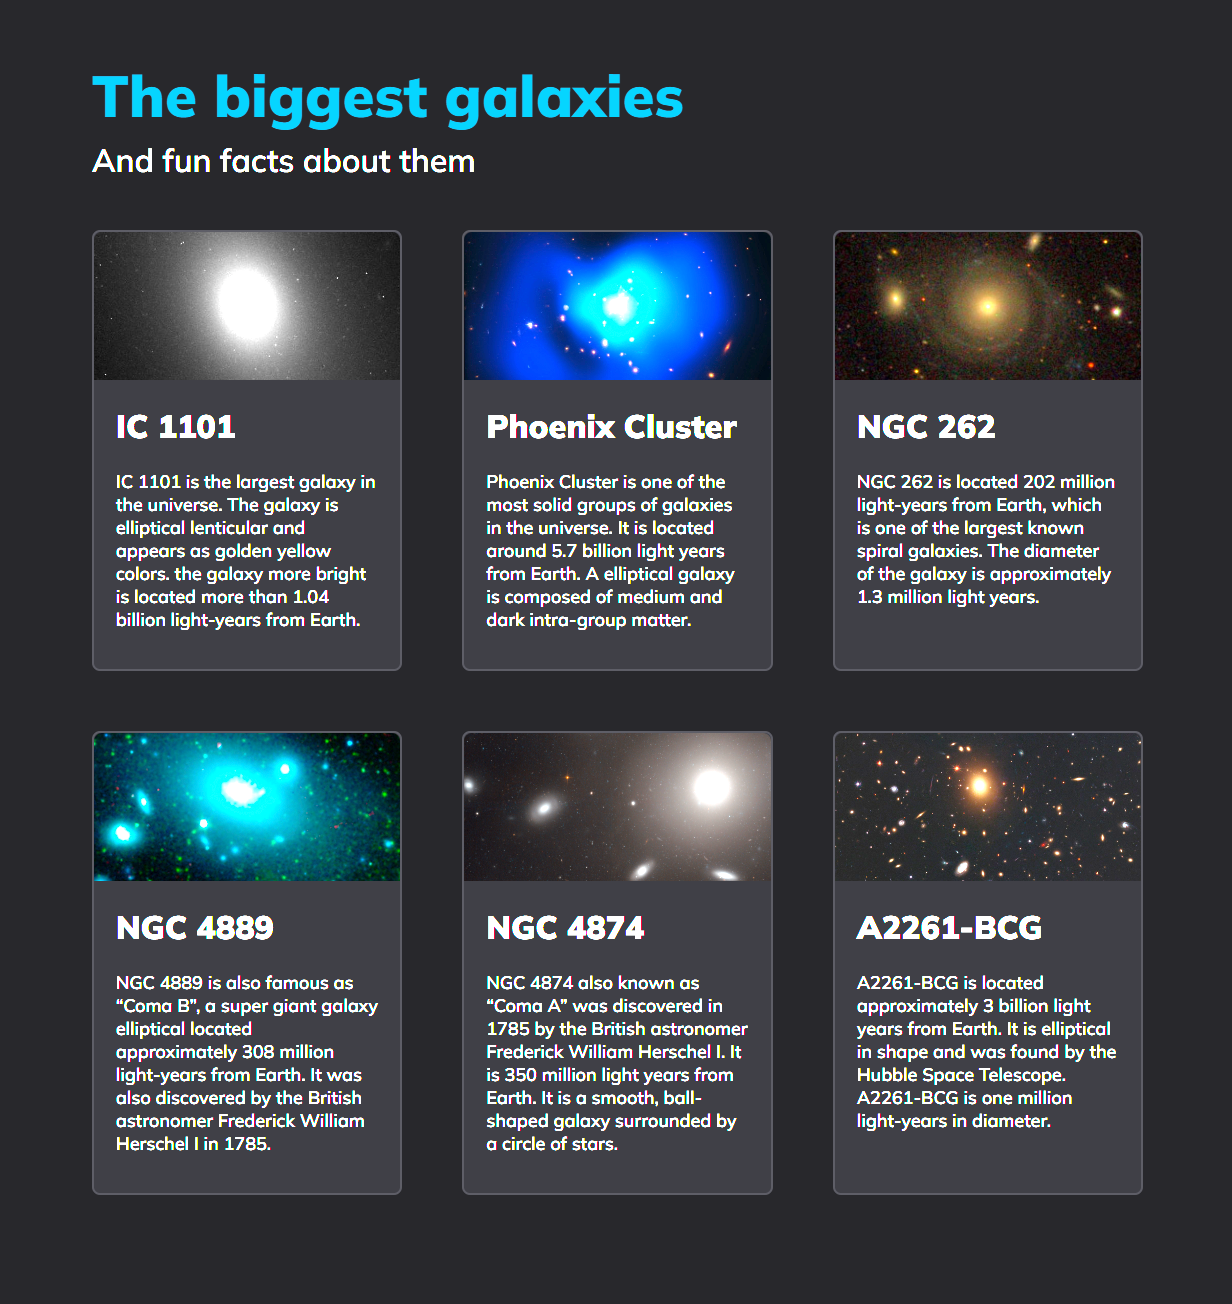 The biggest galaxies
And fun facts about them
IC 1101
IC 1101 is the largest galaxy in
the universe. The galaxy is
elliptical lenticular and
appears as golden yellow
colors. the galaxy more bright
is located more than 1.04
billion light-years from Earth.
Phoenix Cluster
Phoenix Cluster is one of the
most solid groups of galaxies
in the universe. It is located
around 5.7 billion light years
from Earth. A elliptical galaxy
is composed of medium and
dark intra-group matter.
NGC 262
NGC 262 is located 202 million
light-years from Earth, which
is one of the largest known
spiral galaxies. The diameter
of the galaxy is approximately
1.3 million light years.
NGC 4889
NGC 4889 is also famous as
“Coma B”, a super giant galaxy
elliptical located
approximately 308 million
light-years from Earth. It was
also discovered by the British
astronomer Frederick William
Herschel I in 1785.
NGC 4874
NGC 4874 also known as
“Coma A” was discovered in
1785 by the British astronomer
Frederick William Herschel I. It
is 350 million light years from
Earth. It is a smooth, ball-
shaped galaxy surrounded by
a circle of stars.
A2261-BCG
A2261-BCG is located
approximately 3 billion light
years from Earth. It is elliptical
in shape and was found by the
Hubble Space Telescope.
A2261-BCG is one million
light-years in diameter.